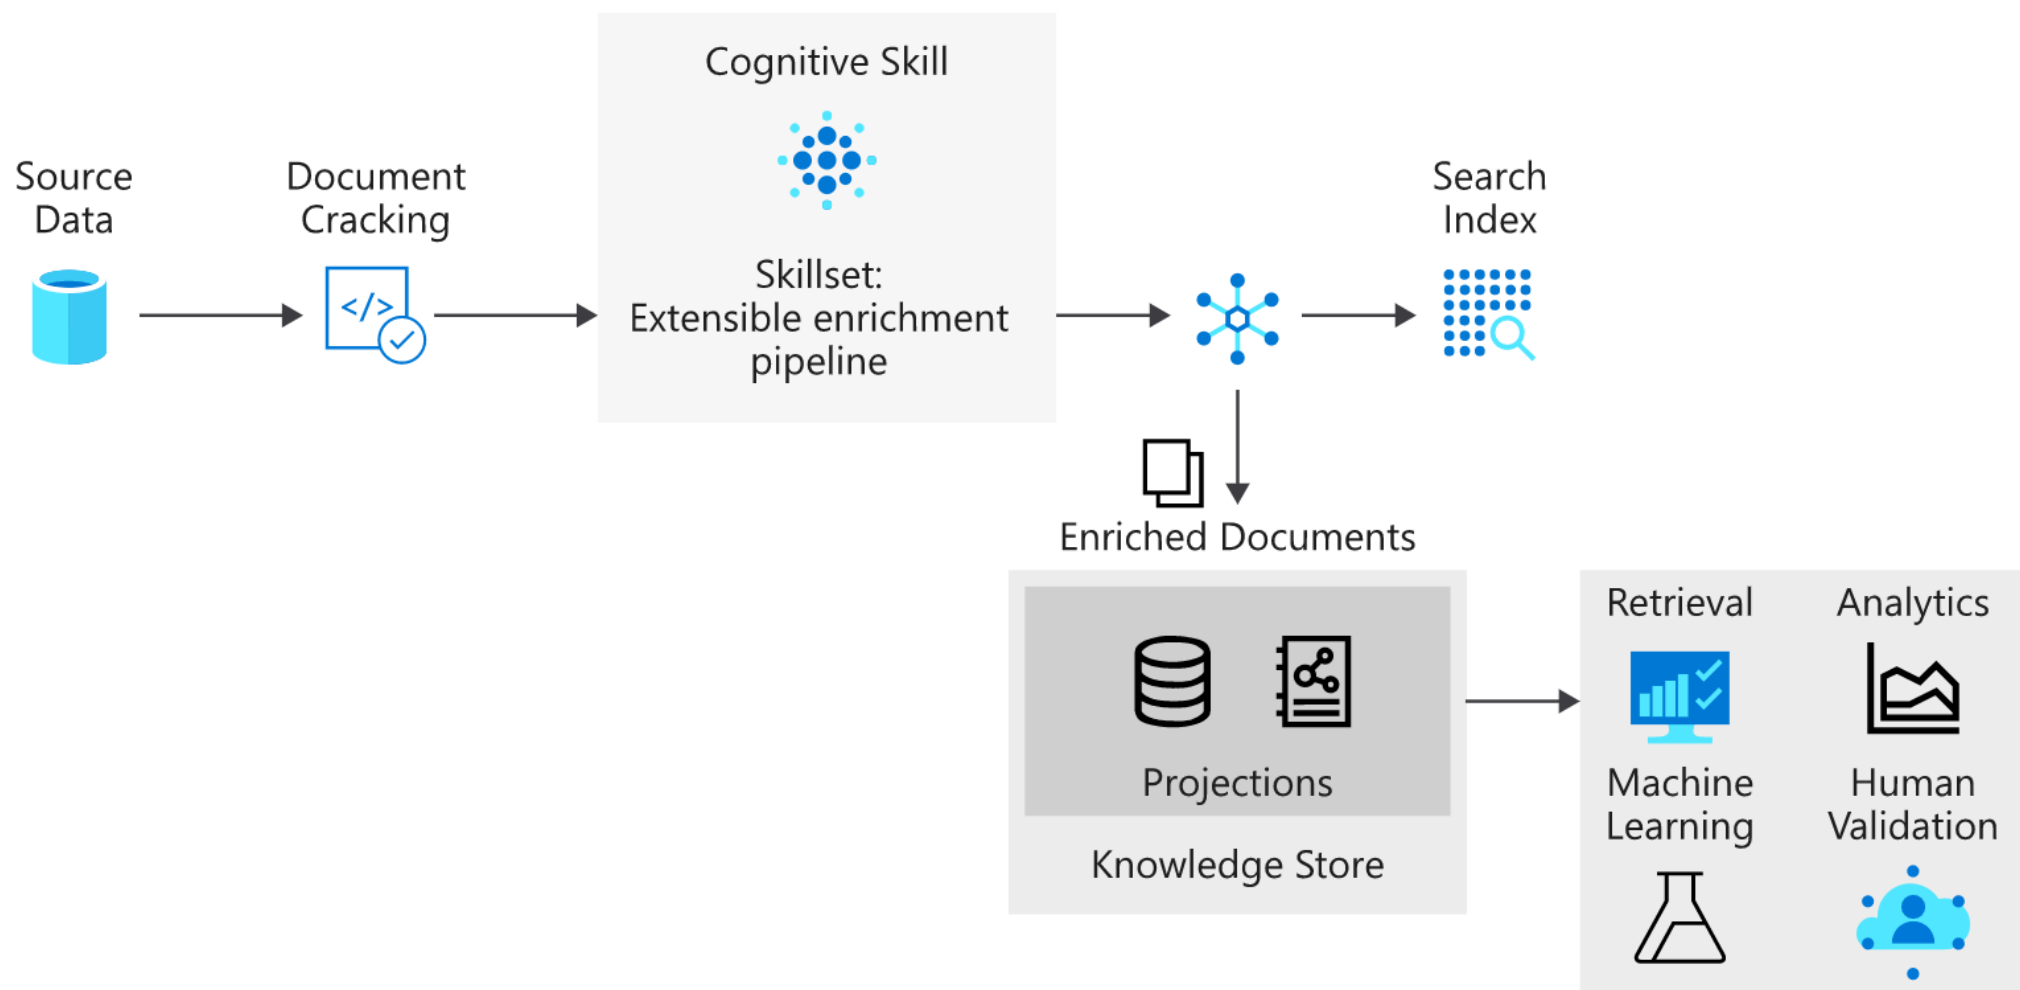 Cognitive Skill
Source
Data
Document
Cracking
</>
Skillset:
Extensible enrichment
pipeline
Search
Index
Enriched Documents
Projections
Knowledge Store
Retrieval
Analytics
Machine
Learning
Human
Validation